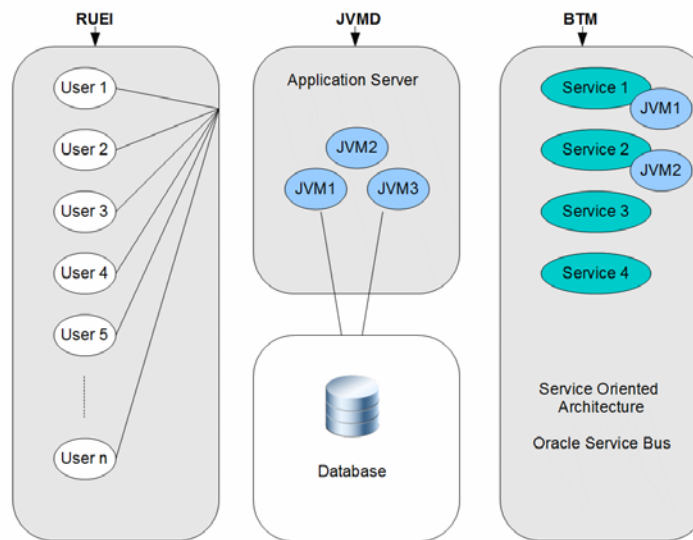 RUEI
User 1
User 2
User 3
User 4
User 5
User n
JVMD
Application Server
JVM2
JVM1
JVM3
Database
BTM
Service 1
JVM1
Service 2
JVM2
Service 3
Service 4
Service Oriented
Architecture
Oracle Service Bus